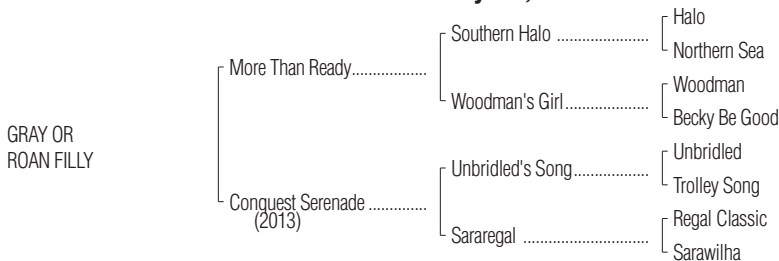 Halo
Southern Halo .....................
Northern Sea
More Than Ready.................
Woodman
Woodman's Girl...................
Becky Be Good
GRAY OR
ROAN FILLY
Unbridled
Unbridled's Song.................
Trolley Song
Conquest Serenade .............
(2013)
Regal Classic
Sararegal .............................
Sarawilha